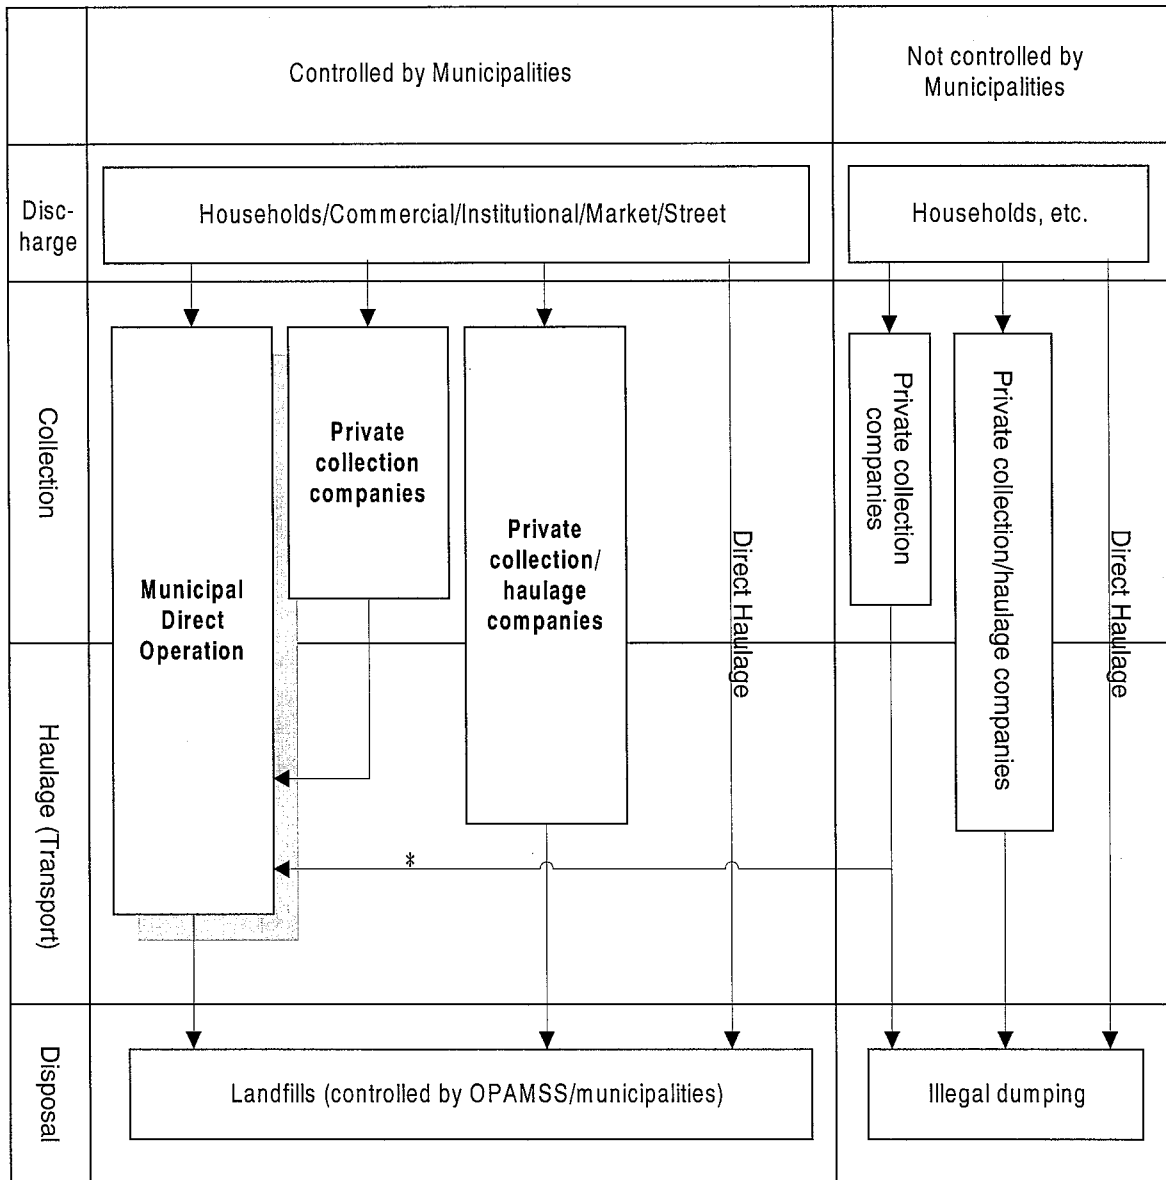 Controlled by Municipalities
Not controlled by
Municipalities
Disc-
harge
Households/Commercial/Institutional/Market/Street
Households, etc.
Collection
Municipal
Direct
Operation
Private
collection
companies
Private
collection/
haulage
companies
Direct Haulage
Private collection
companies
Private collection/haulage companies
Direct Haulage
Haulage (Transport)
*
Disposal
Landfills (controlled by OPAMSS/municipalities)
Illegal dumping